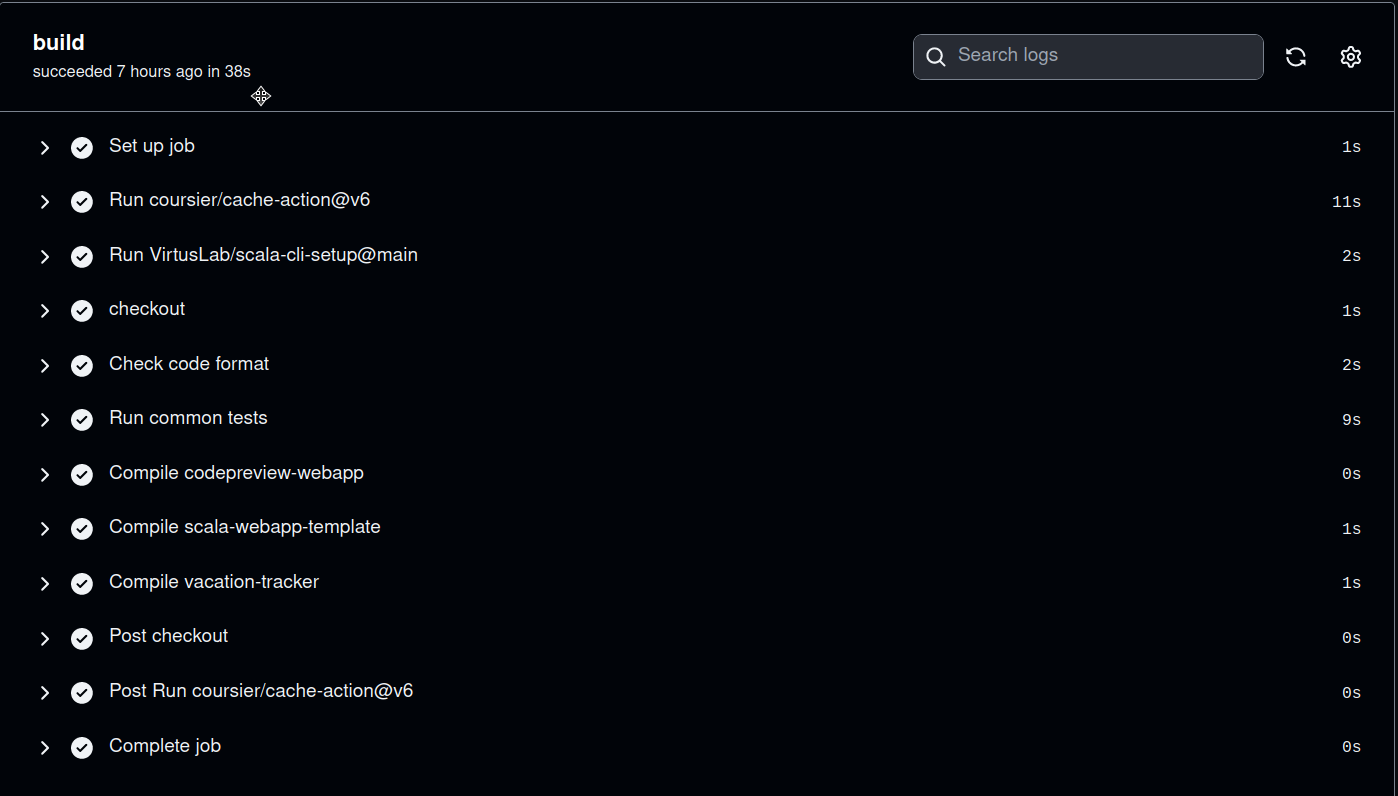 build
succeeded 7 hours ago in 38s
Search logs
Set up job 1s
Run coursier/cache-action@v6 11s
Run VirtusLab/scala-cli-setup@main 2s
checkout 1s
Check code format 2s
Run common tests 9s
Compile codepreview-webapp 0s
Compile scala-webapp-template 1s
Compile vacation-tracker 1s
Post checkout 0s
Post Run coursier/cache-action@v6 0s
Complete job 0s